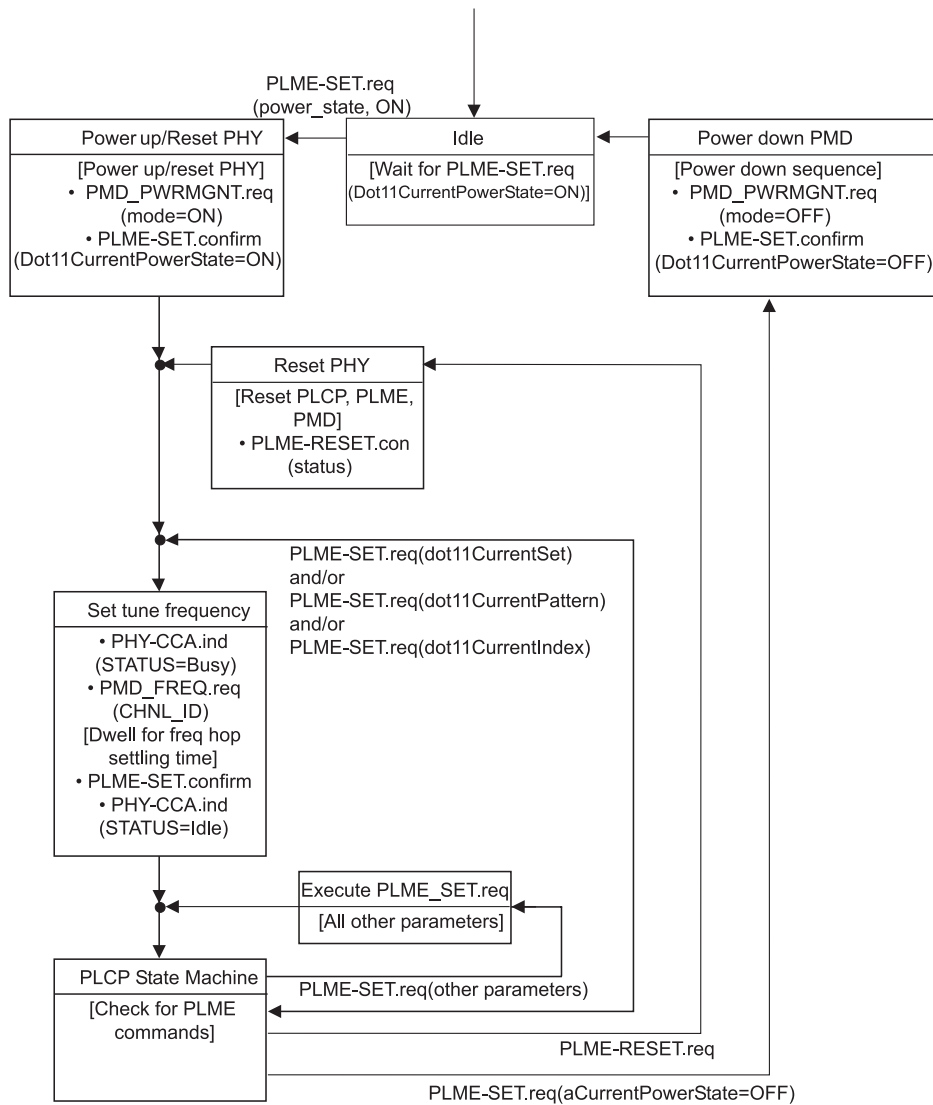 PLME-SET.req
(power_state, ON)
Power up/Reset PHY
[Power up/reset PHY]
• PMD_PWRMGNT.req
(mode=ON)
• PLME-SET.confirm
(Dot11CurrentPowerState=ON)
Idle
[Wait for PLME-SET.req
(Dot11CurrentPowerState=ON)]
Power down PMD
[Power down sequence]
• PMD_PWRMGNT.req
(mode=OFF)
• PLME-SET.confirm
(Dot11CurrentPowerState=OFF)
Reset PHY
[Reset PLCP, PLME,
PMD]
• PLME-RESET.con
(status)
PLME-SET.req(dot11CurrentSet)
and/or
PLME-SET.req(dot11CurrentPattern)
and/or
PLME-SET.req(dot11CurrentIndex)
Set tune frequency
• PHY-CCA.ind
(STATUS=Busy)
• PMD_FREQ.req
(CHNL_ID)
[Dwell for freq hop
settling time]
• PLME-SET.confirm
• PHY-CCA.ind
(STATUS=Idle)
Execute PLME_SET.req
[All other parameters]
PLCP State Machine
[Check for PLME
commands]
PLME-SET.req(other parameters)
PLME-RESET.req
PLME-SET.req(aCurrentPowerState=OFF)